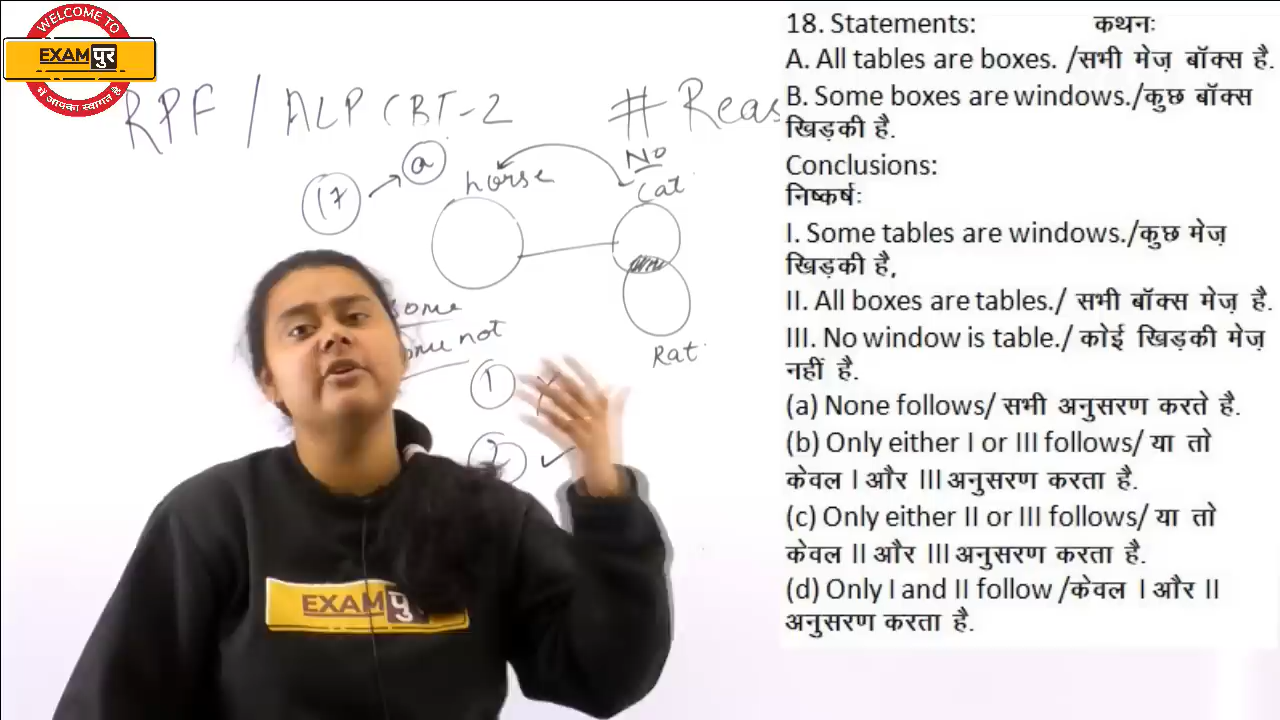 WELCOME TO
EXAMपुर
में आपका स्वागत है
RPF / ALP CBT-2 # Reas
17 → a
horse
No
Cat
Rat
some
some not
1
2
EXAMपुर
18. Statements: कथनः
A. All tables are boxes. /सभी मेज़ बॉक्स है.
B. Some boxes are windows./कुछ बॉक्स
खिड़की है.
Conclusions:
निष्कर्षः
I. Some tables are windows./कुछ मेज़
खिड़की है,
II. All boxes are tables./ सभी बॉक्स मेज़ है.
III. No window is table./ कोई खिड़की मेज़
नहीं है.
(a) None follows/ सभी अनुसरण करते है.
(b) Only either I or III follows/ या तो
केवल I और III अनुसरण करता है.
(c) Only either II or III follows/ या तो
केवल II और III अनुसरण करता है.
(d) Only I and II follow /केवल I और II
अनुसरण करता है.